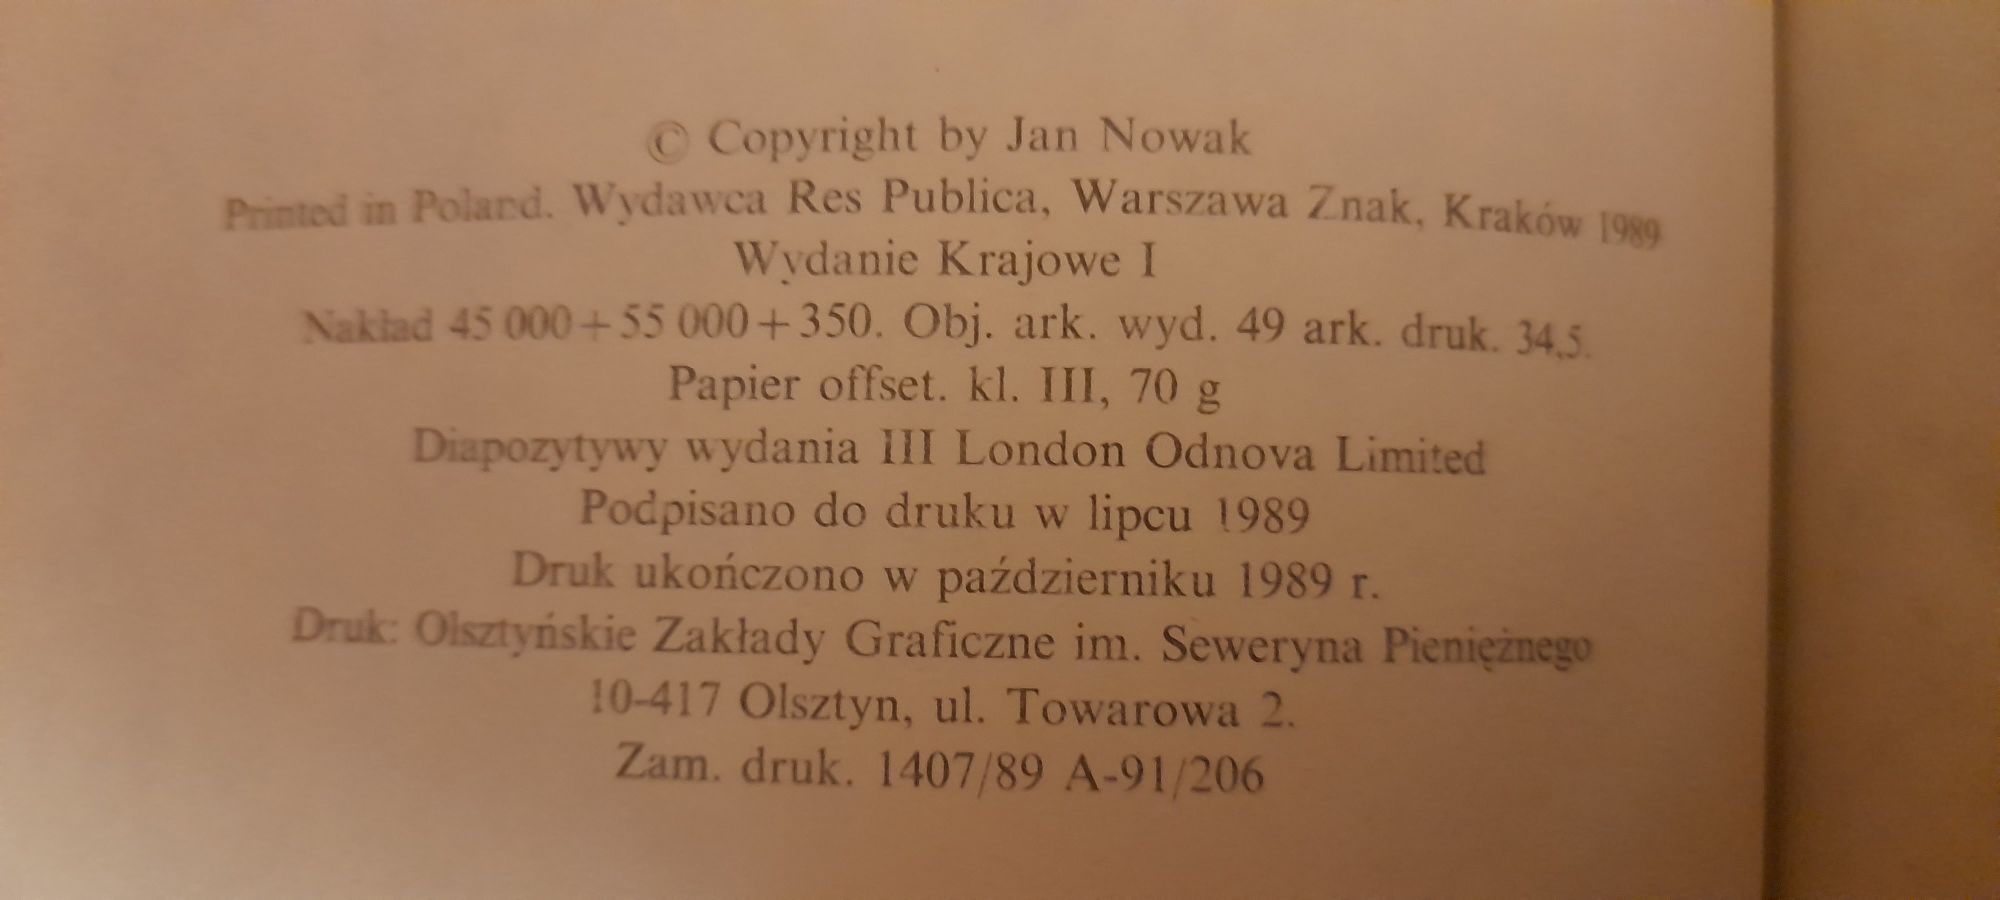 © Copyright by Jan Nowak
Printed in Poland. Wydawca Res Publica, Warszawa Znak, Kraków 1989
Wydanie Krajowe I
Nakład 45 000+55 000+350. Obj. ark. wyd. 49 ark. druk. 34,5.
Papier offset. kl. III, 70 g
Diapozytywy wydania III London Odnova Limited
Podpisano do druku w lipcu 1989
Druk ukończono w październiku 1989 r.
Druk: Olsztyńskie Zakłady Graficzne im. Seweryna Pieniężnego
10-417 Olsztyn, ul. Towarowa 2.
Zam. druk. 1407/89 A-91/206